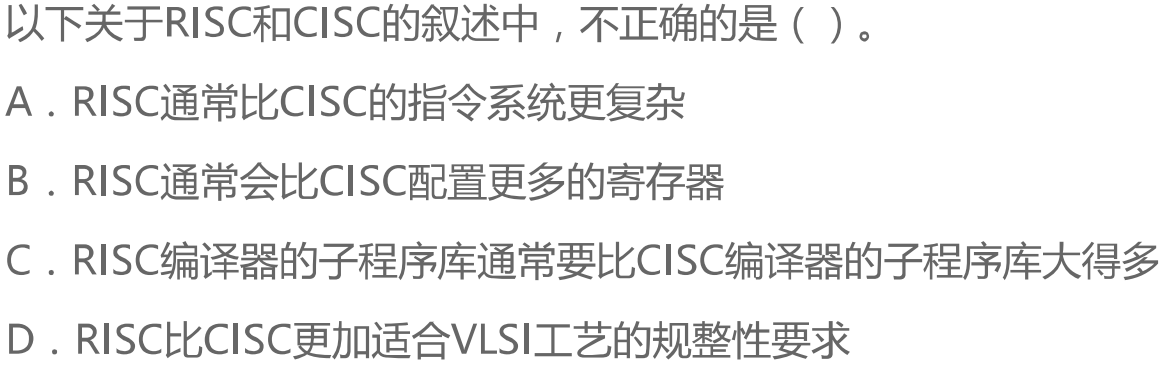 以下关于RISC和CISC的叙述中，不正确的是（ ）。
A．RISC通常比CISC的指令系统更复杂
B．RISC通常会比CISC配置更多的寄存器
C．RISC编译器的子程序库通常要比CISC编译器的子程序库大得多
D．RISC比CISC更加适合VLSI工艺的规整性要求